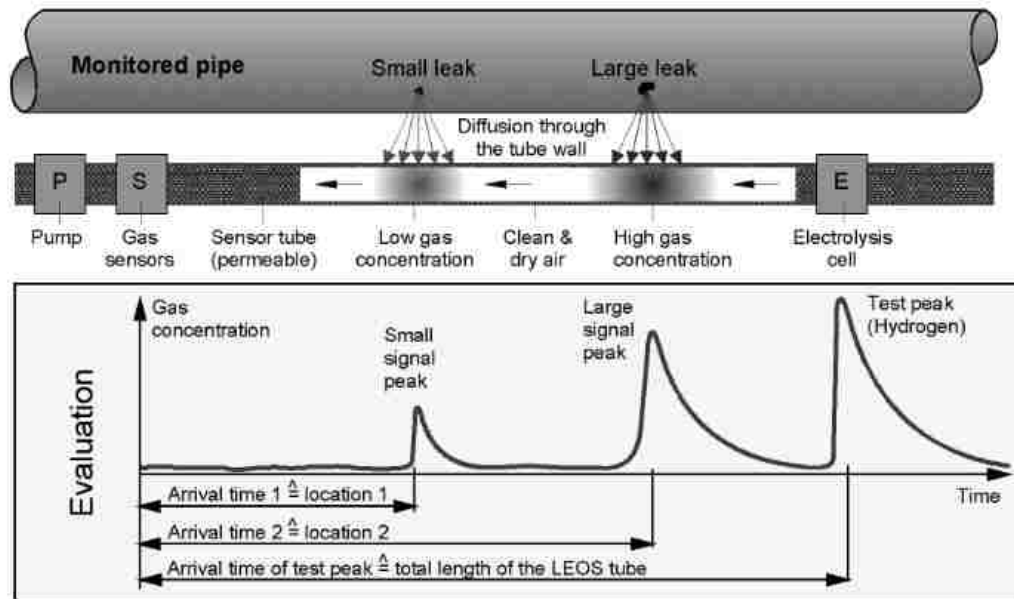 Monitored pipe
Small leak
Large leak
Diffusion through
the tube wall
P
S
E
Pump
Gas
sensors
Sensor tube
(permeable)
Low gas
concentration
Clean &
dry air
High gas
concentration
Electrolysis
cell
Evaluation
Gas
concentration
Small
signal
peak
Large
signal
peak
Test peak
(Hydrogen)
Time
Arrival time 1 ≙ location 1
Arrival time 2 ≙ location 2
Arrival time of test peak ≙ total length of the LEOS tube